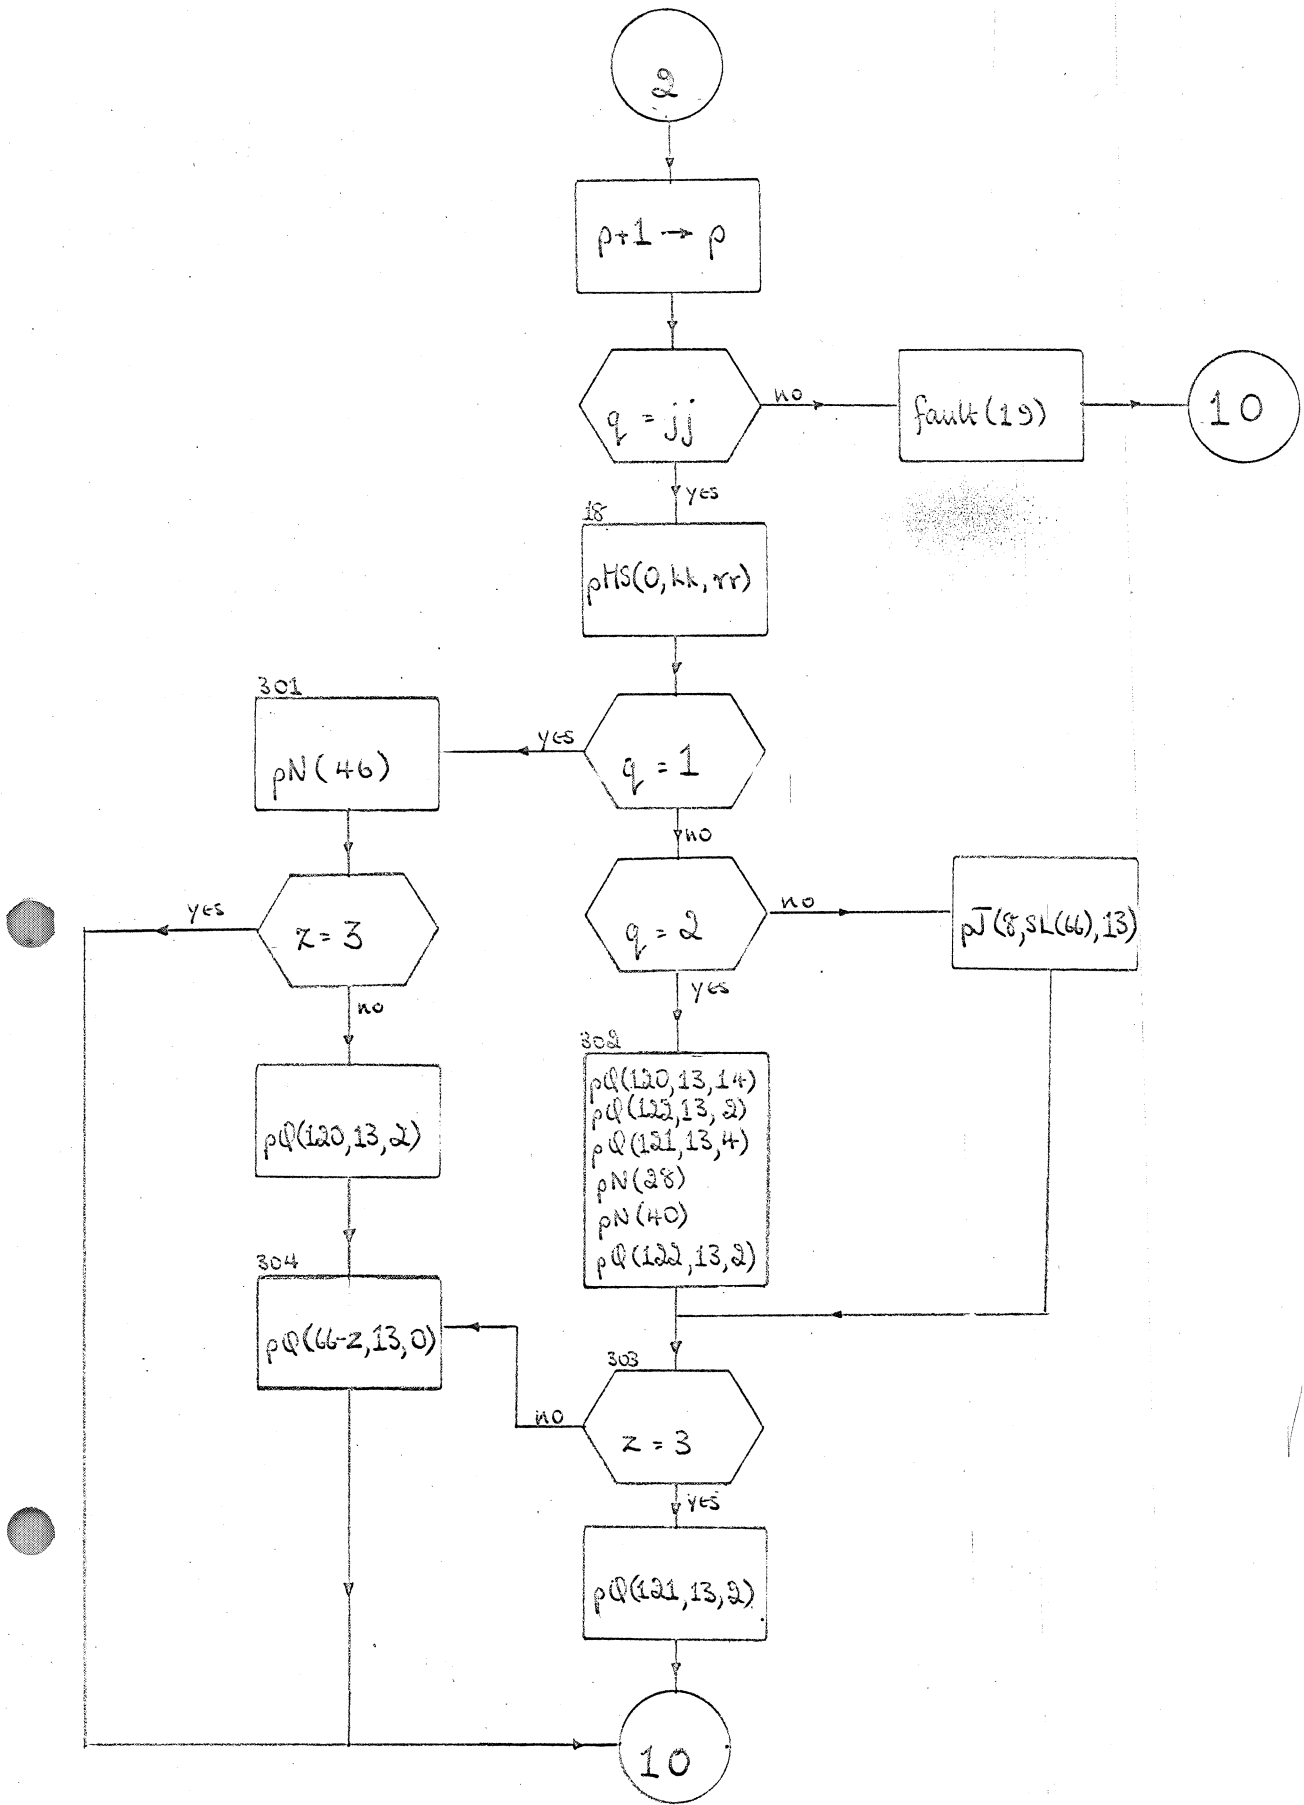 2
p+1 → p
q = jj
no
fault(19)
10
yes
18
pMS(0,kk,rr)
301
pN(46)
yes
q = 1
no
z = 3
yes
no
q = 2
no
pJ(8,SL(66),13)
yes
302
pQ(120,13,14)
pQ(122,13,2)
pQ(121,13,4)
pN(28)
pN(40)
pQ(122,13,2)
pQ(120,13,2)
304
pQ(66-z,13,0)
303
no
z = 3
yes
pQ(121,13,2)
10